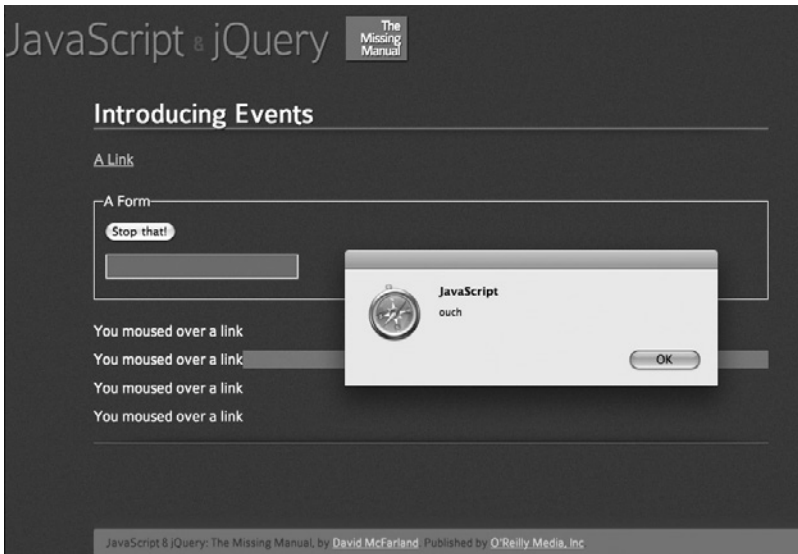 JavaScript & jQuery
The
Missing
Manual
Introducing Events
A Link
A Form
Stop that!
JavaScript
ouch
OK
You moused over a link
You moused over a link
You moused over a link
You moused over a link
JavaScript & jQuery: The Missing Manual, by David McFarland. Published by O'Reilly Media, Inc